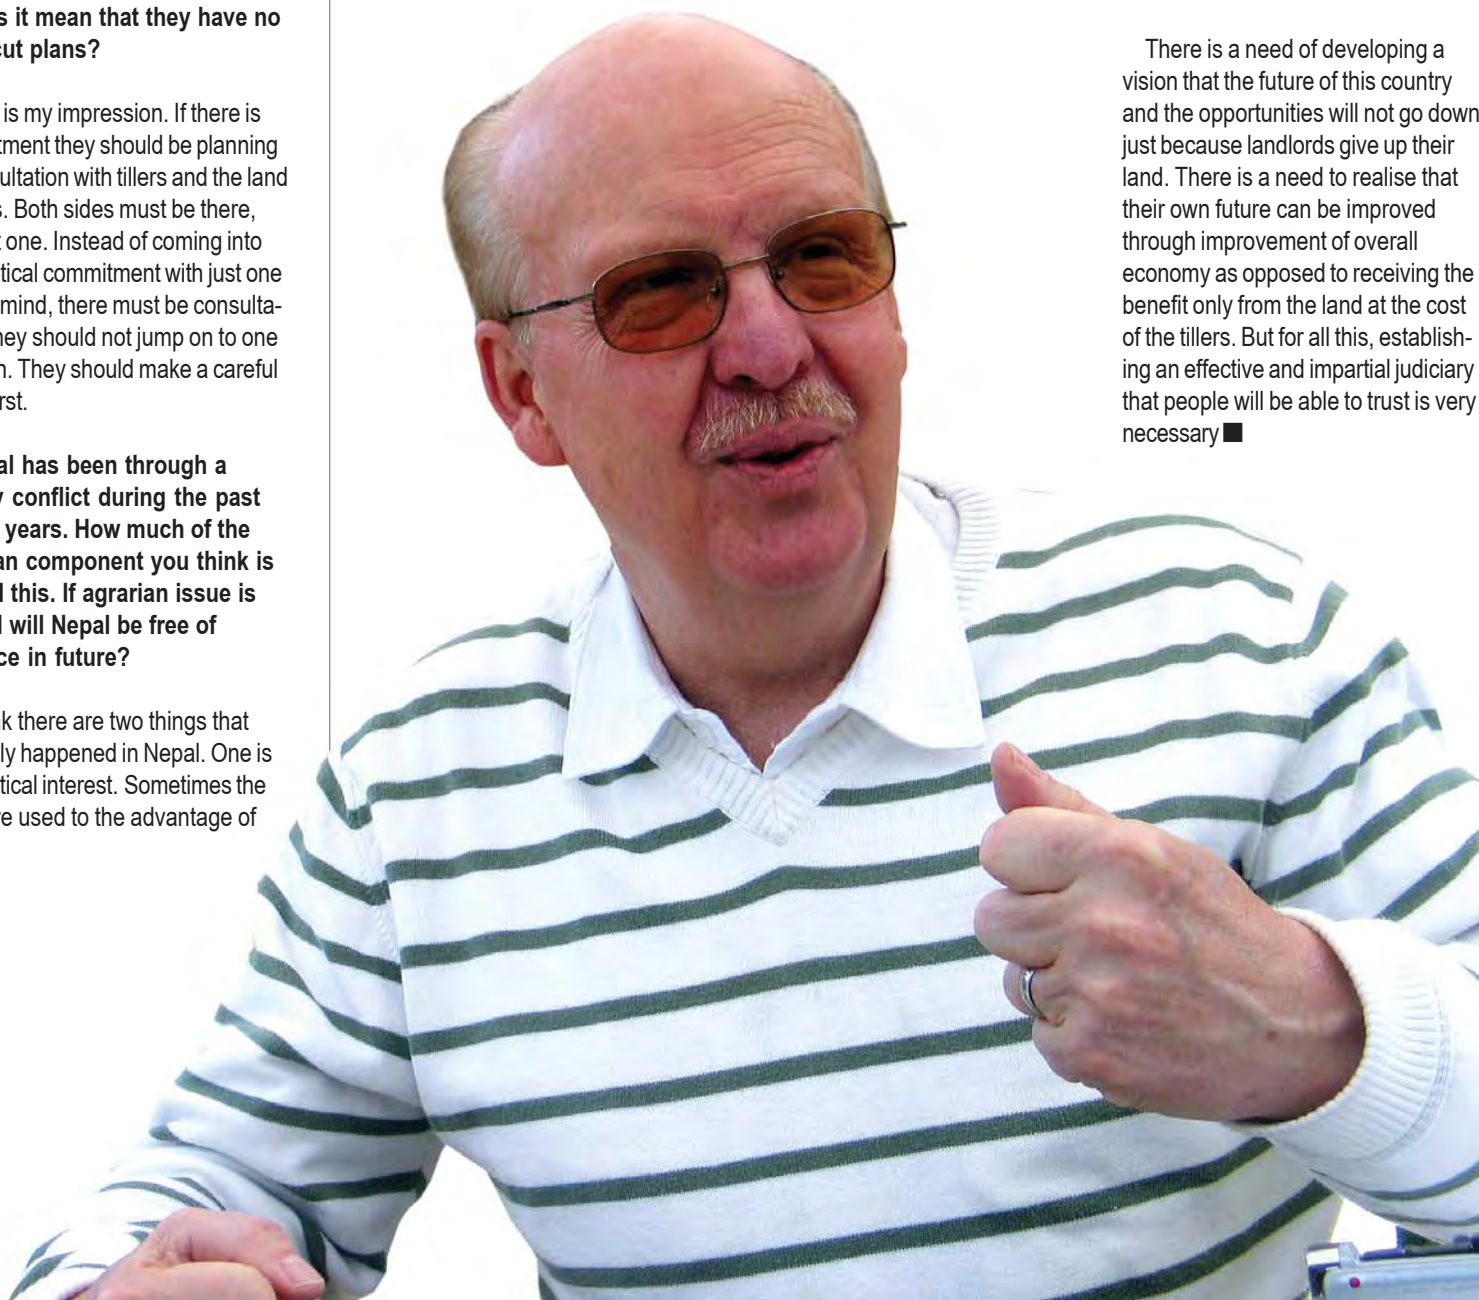 s it mean that they have no
cut plans?
is my impression. If there is
tment they should be planning
ultation with tillers and the land
s. Both sides must be there,
t one. Instead of coming into
tical commitment with just one
mind, there must be consulta-
hey should not jump on to one
n. They should make a careful
rst.
al has been through a
y conflict during the past
years. How much of the
an component you think is
d this. If agrarian issue is
d will Nepal be free of
ce in future?
k there are two things that
ly happened in Nepal. One is
tical interest. Sometimes the
re used to the advantage of
There is a need of developing a
vision that the future of this country
and the opportunities will not go down
just because landlords give up their
land. There is a need to realise that
their own future can be improved
through improvement of overall
economy as opposed to receiving the
benefit only from the land at the cost
of the tillers. But for all this, establish-
ing an effective and impartial judiciary
that people will be able to trust is very
necessary ■